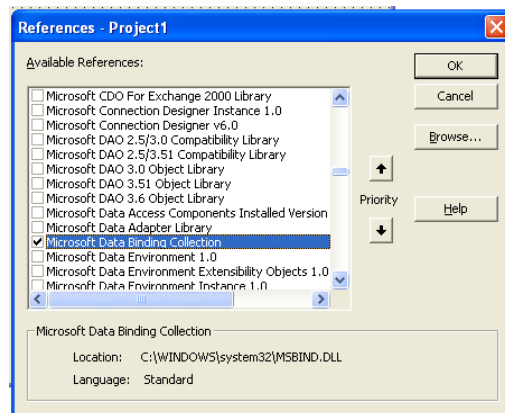 References - Project1
Available References:
OK
Microsoft CDO For Exchange 2000 Library
Cancel
Microsoft Connection Designer Instance 1.0
Microsoft Connection Designer v6.0
Microsoft DAO 2.5/3.0 Compatibility Library
Browse...
Microsoft DAO 2.5/3.51 Compatibility Library
Microsoft DAO 3.0 Object Library
Microsoft DAO 3.51 Object Library
Microsoft DAO 3.6 Object Library
Priority
Help
Microsoft Data Access Components Installed Version
Microsoft Data Adapter Library
Microsoft Data Binding Collection
Microsoft Data Environment 1.0
Microsoft Data Environment Extensibility Objects 1.0
Microsoft Data Environment Instance 1.0
Microsoft Data Binding Collection
Location: C:\WINDOWS\system32\MSBIND.DLL
Language: Standard